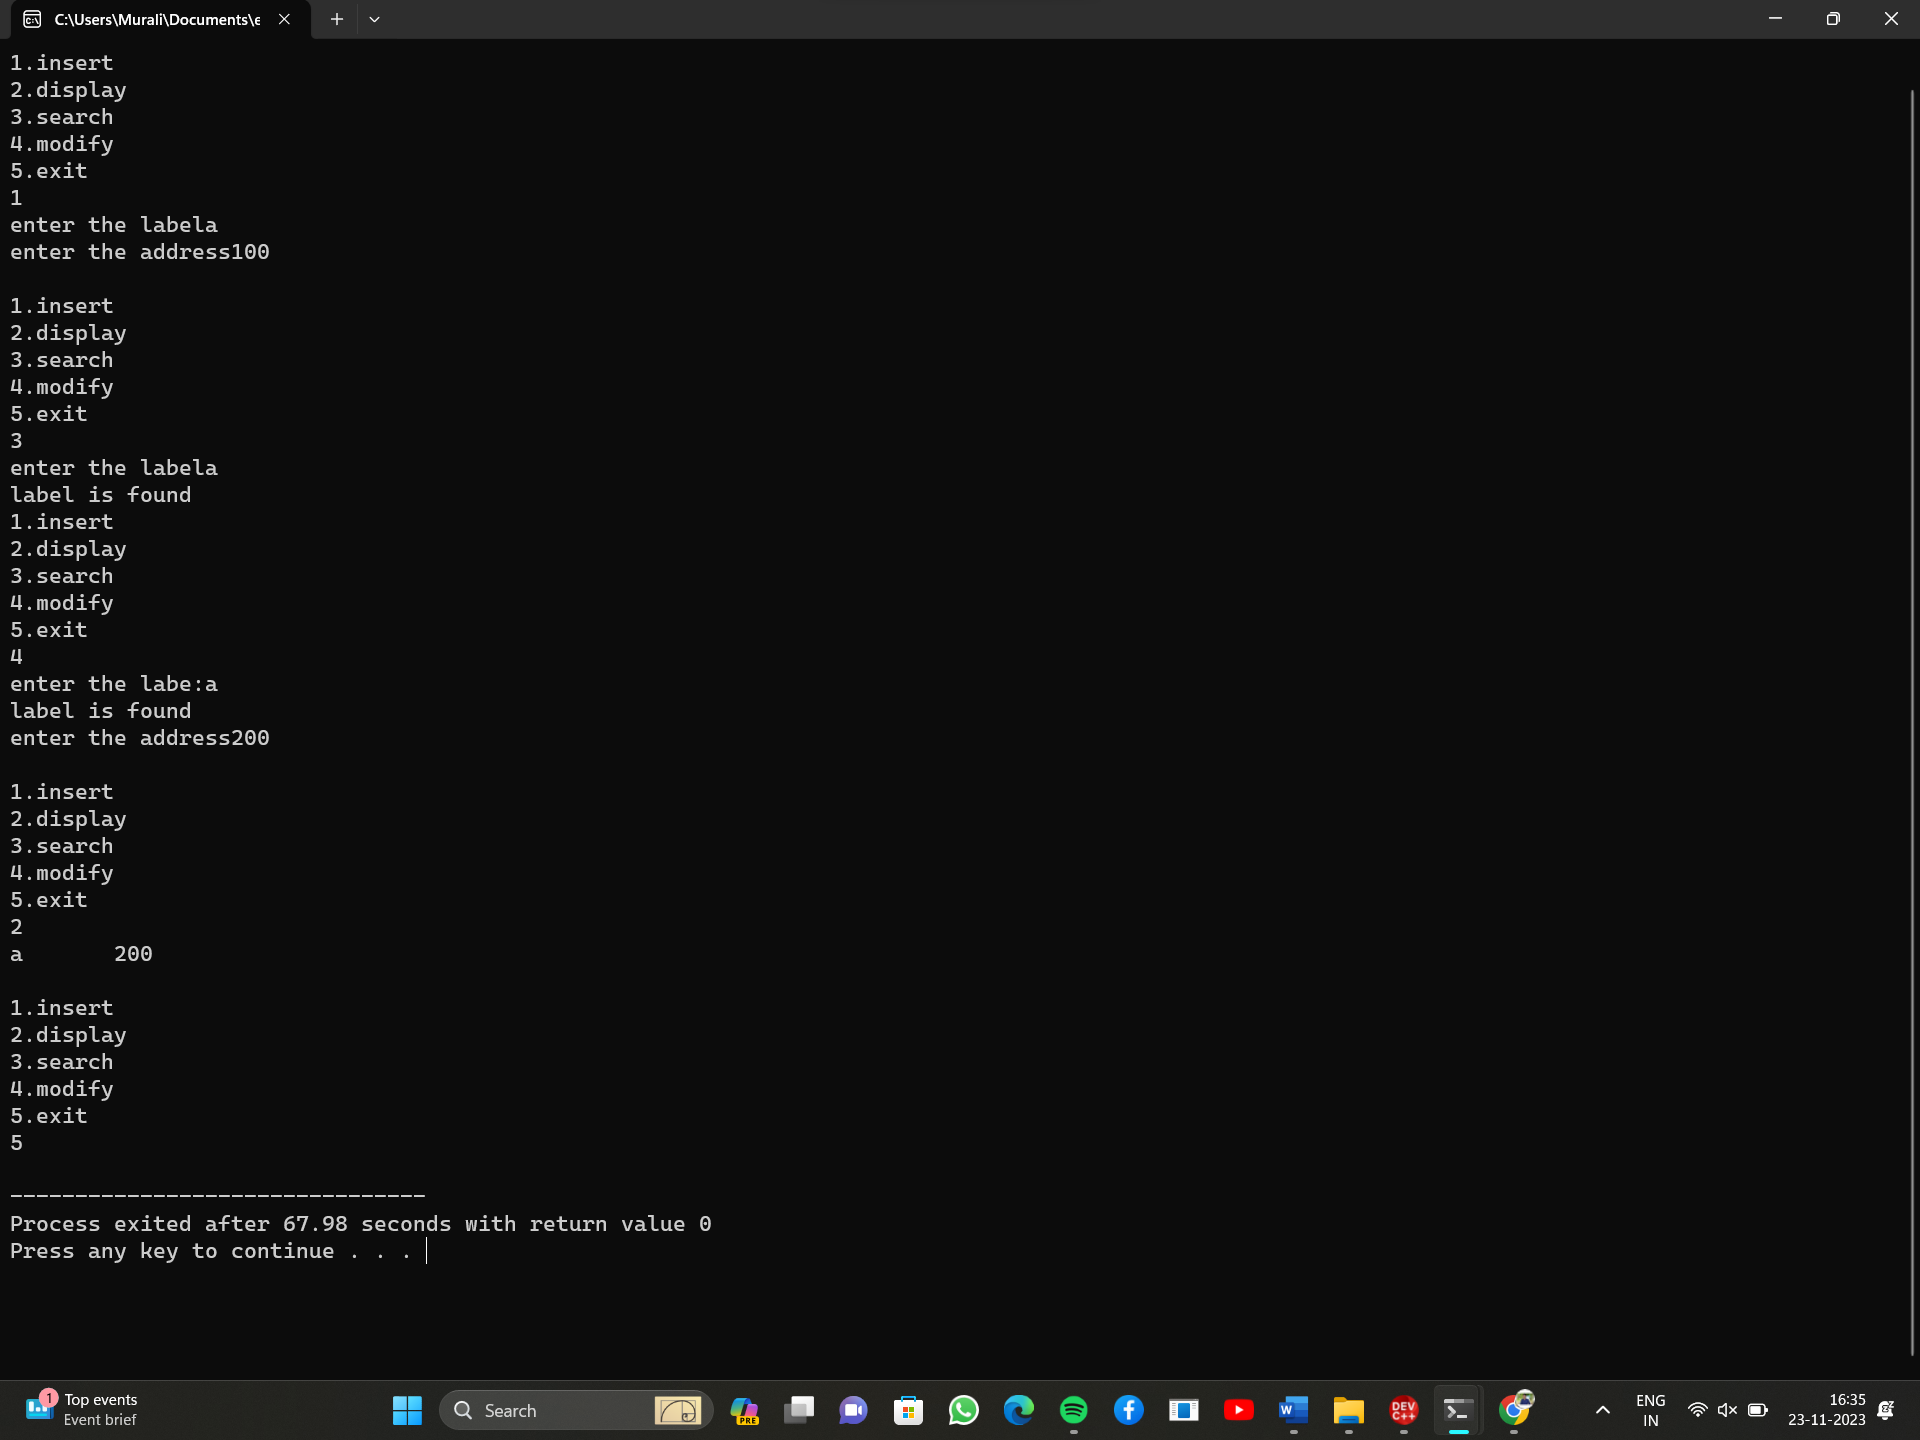 C:\Users\Murali\Documents\e
1.insert
2.display
3.search
4.modify
5.exit
1
enter the labela
enter the address100
1.insert
2.display
3.search
4.modify
5.exit
3
enter the labela
label is found
1.insert
2.display
3.search
4.modify
5.exit
4
enter the labe:a
label is found
enter the address200
1.insert
2.display
3.search
4.modify
5.exit
2
a 200
1.insert
2.display
3.search
4.modify
5.exit
5
--------------------------------
Process exited after 67.98 seconds with return value 0
Press any key to continue . . .
1
Top events
Event brief
Search
PRE
W
DEV
C++
ENG
IN
16:35
23-11-2023